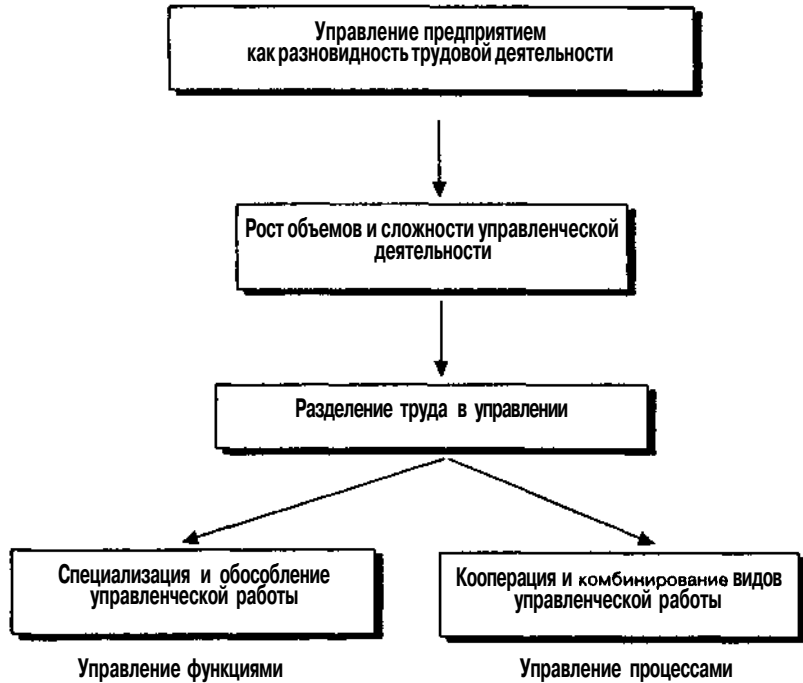 Управление предприятием
как разновидность трудовой деятельности
Рост объемов и сложности управленческой
деятельности
Разделение труда в управлении
Специализация и обособление
управленческой работы
Кооперация и комбинирование видов
управленческой работы
Управление функциями
Управление процессами